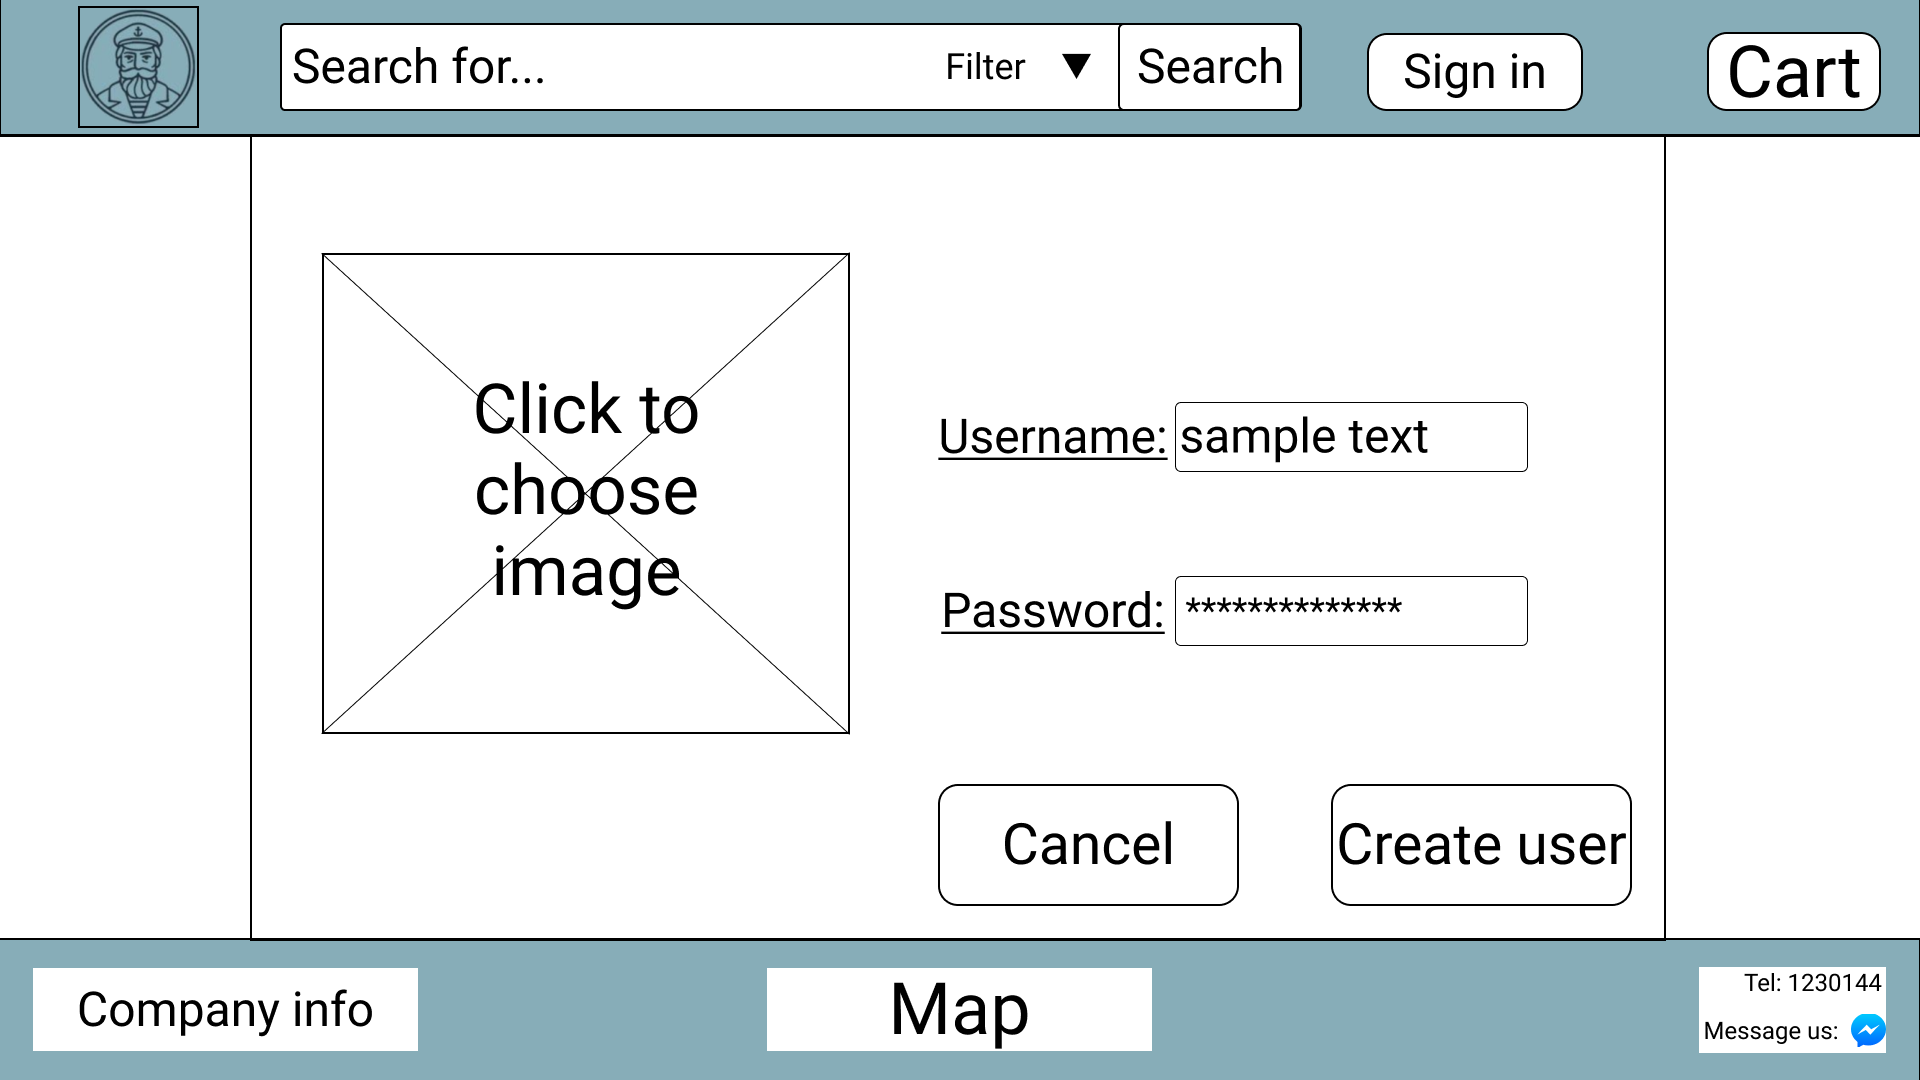 Search for... Filter ▼ Search Sign in Cart
Click to
choose
image
Username: sample text
Password: **************
Cancel Create user
Company info Map
Tel: 1230144
Message us: